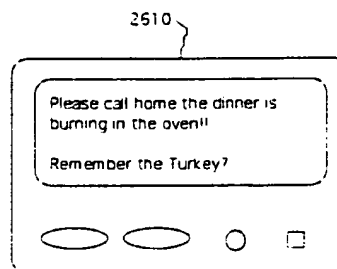 2610
Please call home the dinner is
burning in the oven!!
Remember the Turkey?